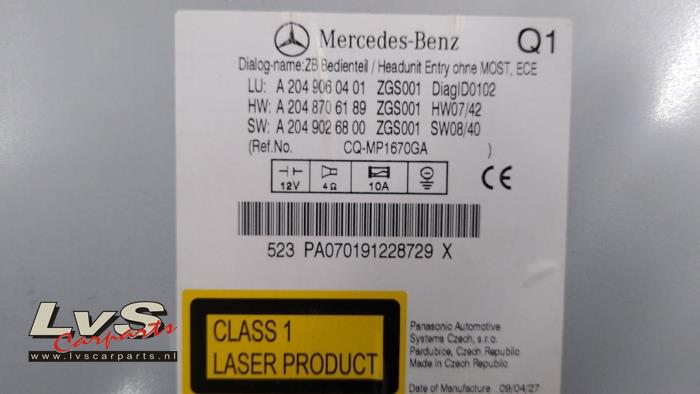 Mercedes-Benz Q1
Dialog-name:ZB Bedienteil / Headunit Entry ohne MOST, ECE
LU: A 204 906 04 01 ZGS001 DiagID0102
HW: A 204 870 61 89 ZGS001 HW07/42
SW: A 204 902 68 00 ZGS001 SW08/40
(Ref.No. CQ-MP1670GA )
12V 4Ω 10A CE
523 PA070191228729 X
CLASS 1
LASER PRODUCT
Panasonic Automotive
Systems Czech, s.r.o.
Pardubice, Czech Republic
Made in Czech Republic
Date of Manufacture 09/04/27
LvS
Carparts
www.lvscarparts.nl